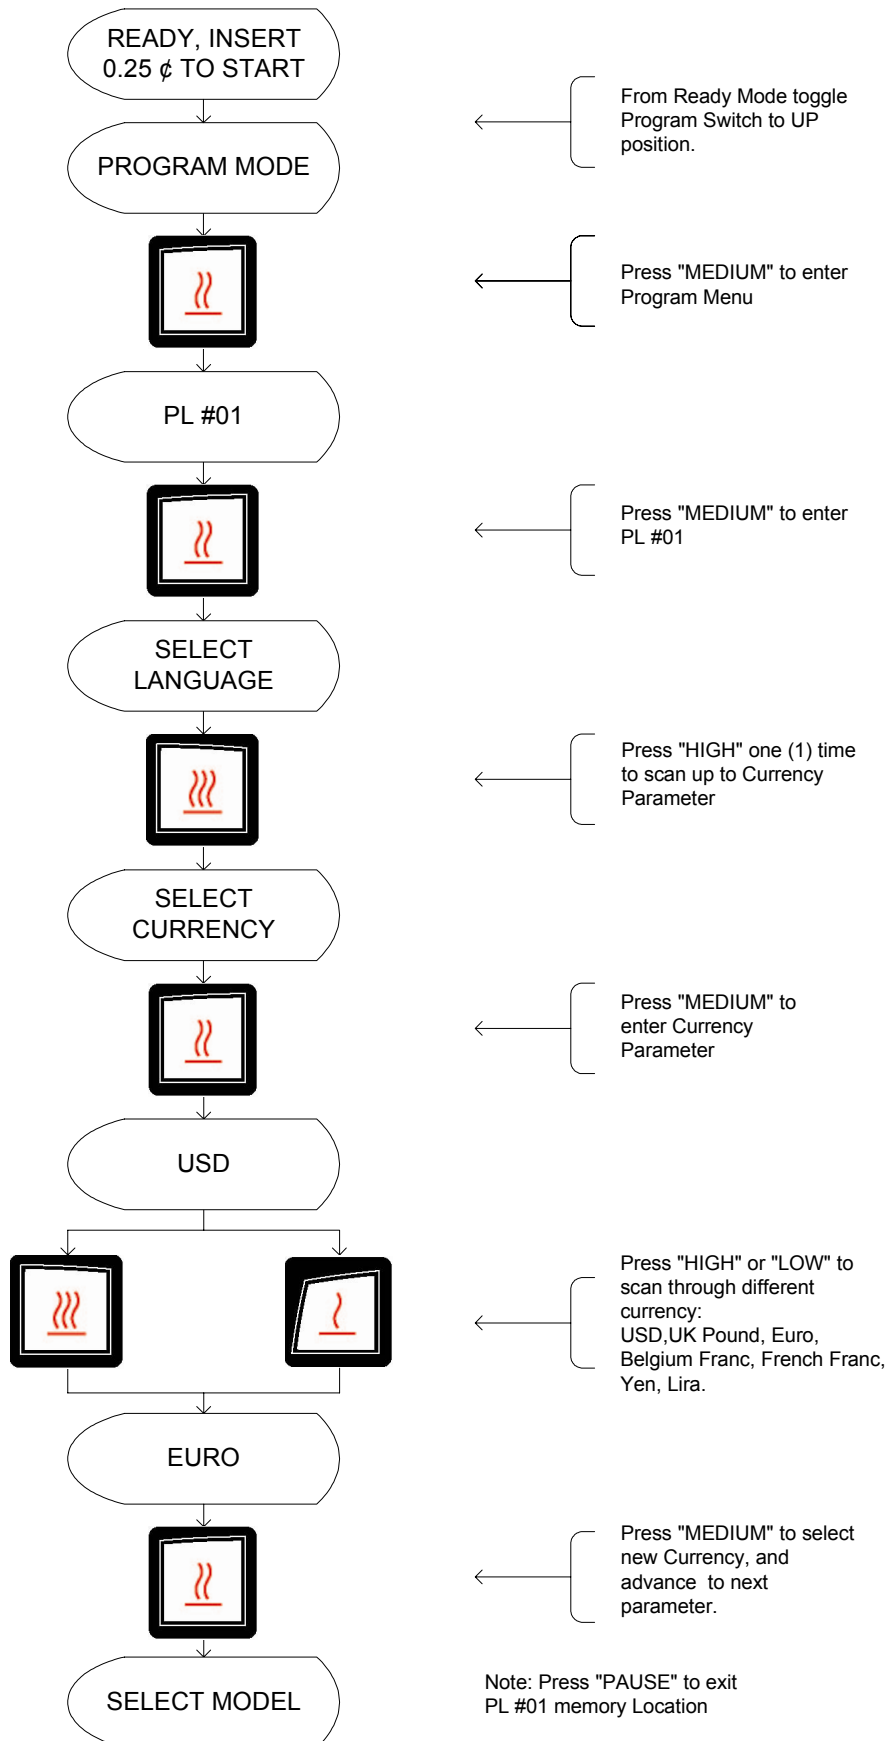 READY, INSERT
0.25 ¢ TO START
From Ready Mode toggle
Program Switch to UP
position.
PROGRAM MODE
Press "MEDIUM" to enter
Program Menu
PL #01
Press "MEDIUM" to enter
PL #01
SELECT
LANGUAGE
Press "HIGH" one (1) time
to scan up to Currency
Parameter
SELECT
CURRENCY
Press "MEDIUM" to
enter Currency
Parameter
USD
Press "HIGH" or "LOW" to
scan through different
currency:
USD,UK Pound, Euro,
Belgium Franc, French Franc,
Yen, Lira.
EURO
Press "MEDIUM" to select
new Currency, and
advance  to next
parameter.
SELECT MODEL
Note: Press "PAUSE" to exit
PL #01 memory Location